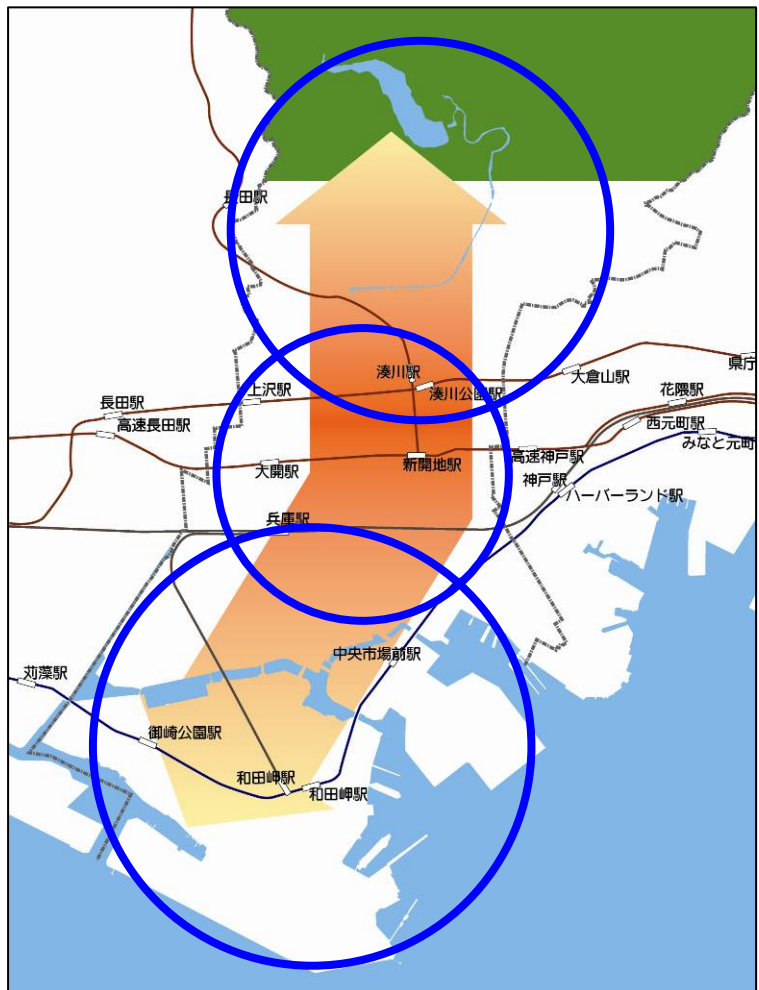 長田駅
県庁
湊川駅
大倉山駅
湊川公園駅
上沢駅
花隈駅
長田駅
高速長田駅
西元町駅
みなと元町
高速神戸駅
新開地駅
大開駅
神戸駅
ハーバーランド駅
兵庫駅
中央市場前駅
苅藻駅
御崎公園駅
和田岬駅
和田岬駅